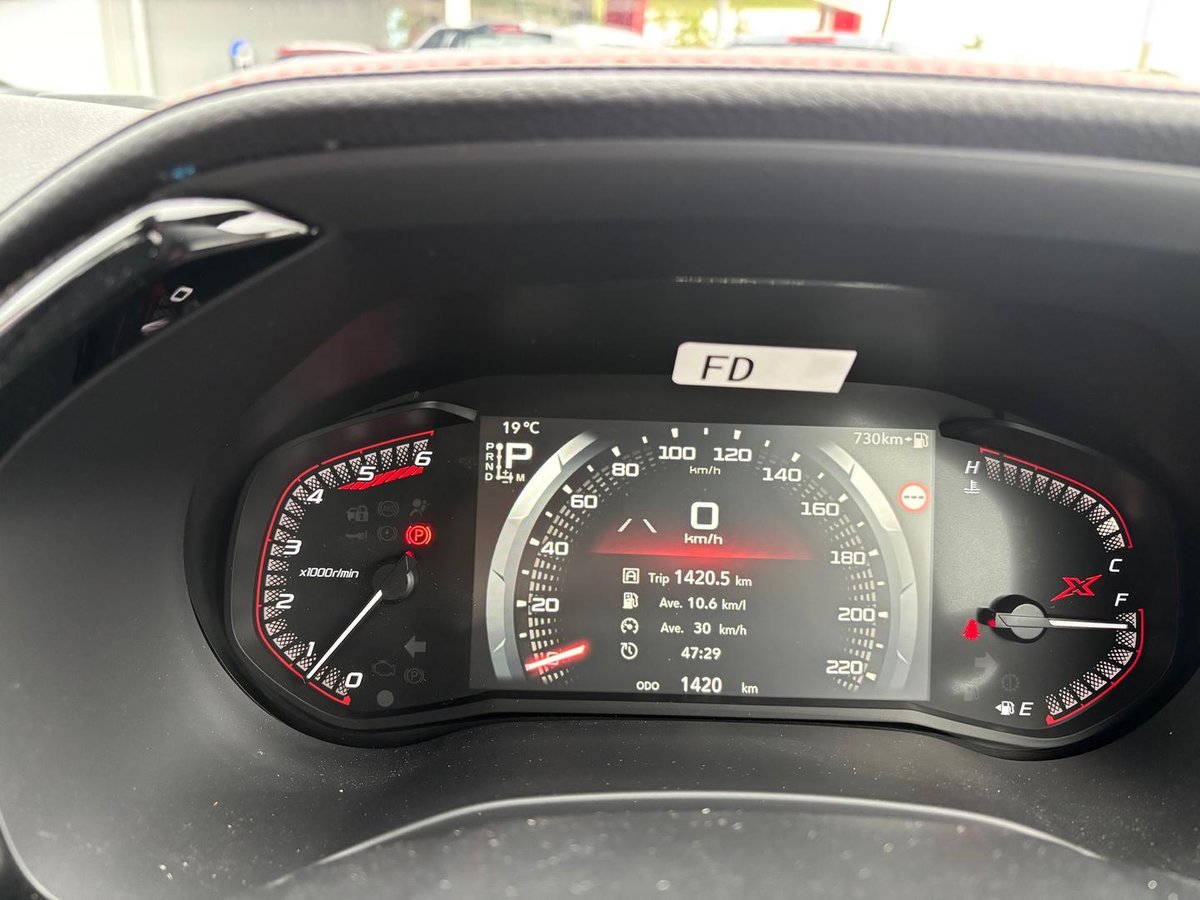 FD
19 °C
730km
P R N D
P
M
100 120
km/h
80 140
60 160
40 180
20 200
220
0
km/h
Trip 1420.5 km
Ave. 10.6 km/l
Ave. 30 km/h
47:29
ODO 1420 km
6
5
4
3
x1000r/min
2
1
0
P
H
C
F
E